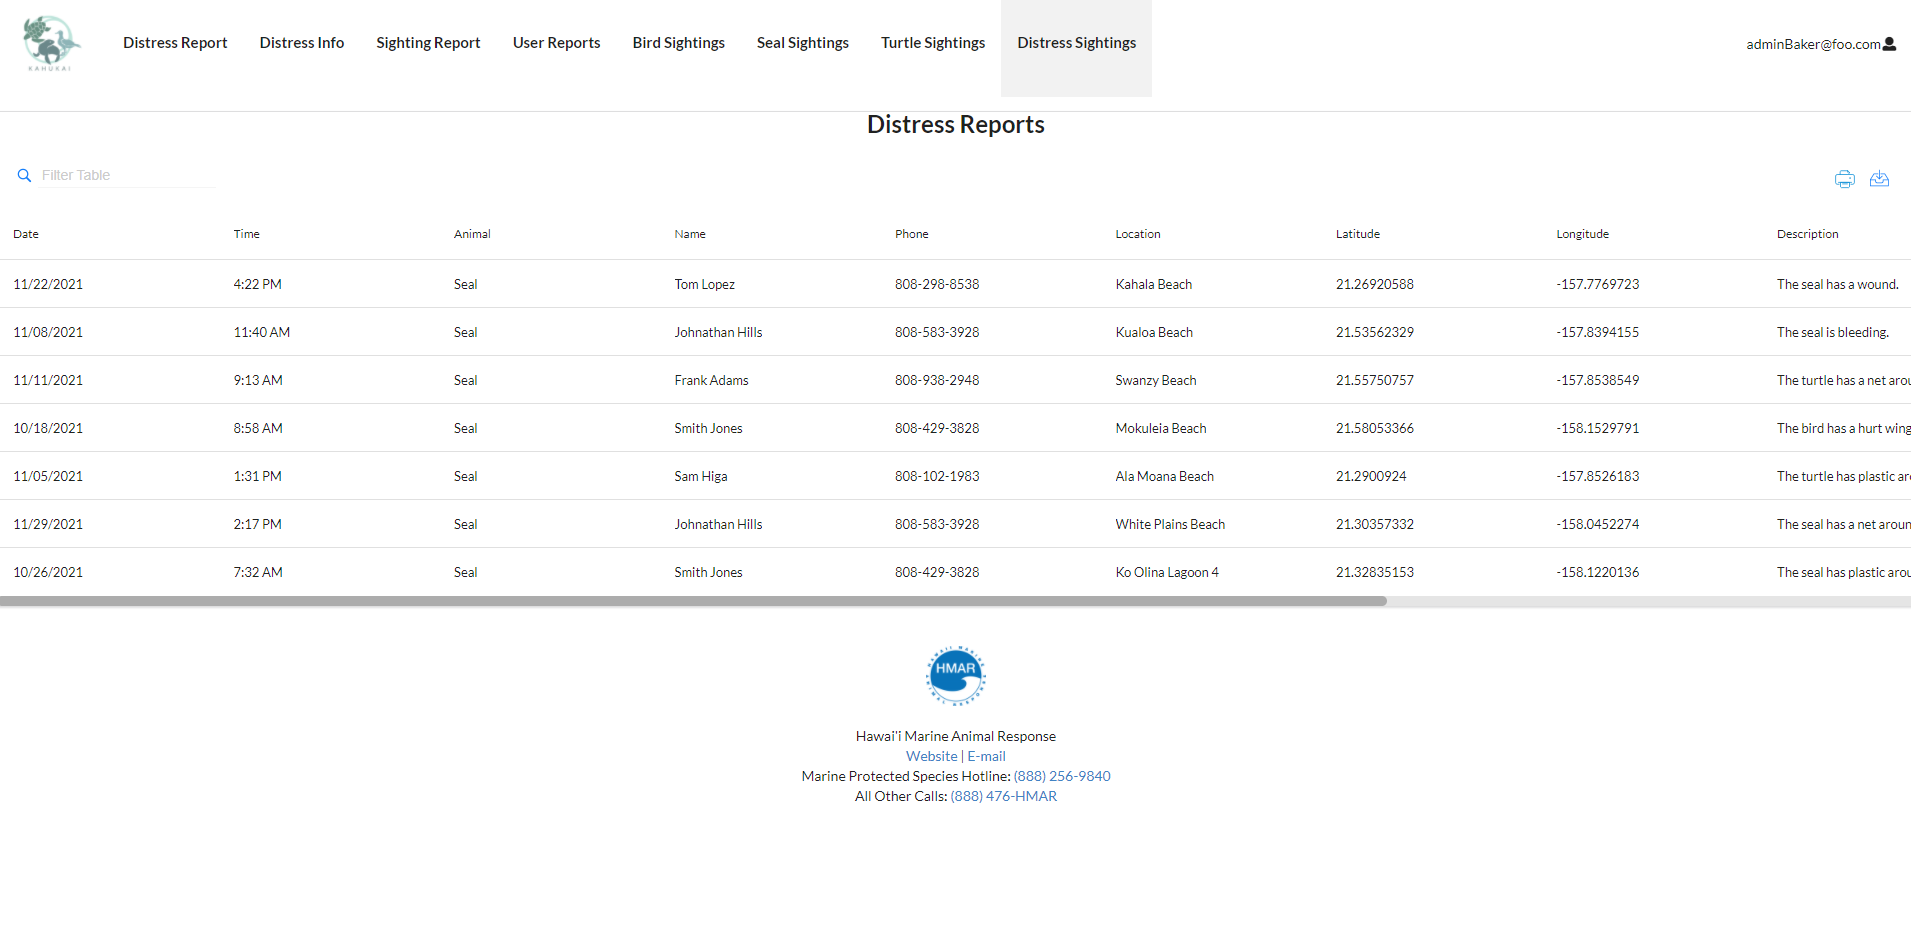 Distress Report Distress Info Sighting Report User Reports Bird Sightings Seal Sightings Turtle Sightings Distress Sightings adminBaker@foo.com
KAHUKAI
Distress Reports
Filter Table
Date Time Animal Name Phone Location Latitude Longitude Description
11/22/2021 4:22 PM Seal Tom Lopez 808-298-8538 Kahala Beach 21.26920588 -157.7769723 The seal has a wound.
11/08/2021 11:40 AM Seal Johnathan Hills 808-583-3928 Kualoa Beach 21.53562329 -157.8394155 The seal is bleeding.
11/11/2021 9:13 AM Seal Frank Adams 808-938-2948 Swanzy Beach 21.55750757 -157.8538549 The turtle has a net arou
10/18/2021 8:58 AM Seal Smith Jones 808-429-3828 Mokuleia Beach 21.58053366 -158.1529791 The bird has a hurt wing
11/05/2021 1:31 PM Seal Sam Higa 808-102-1983 Ala Moana Beach 21.2900924 -157.8526183 The turtle has plastic ar
11/29/2021 2:17 PM Seal Johnathan Hills 808-583-3928 White Plains Beach 21.30357332 -158.0452274 The seal has a net aroun
10/26/2021 7:32 AM Seal Smith Jones 808-429-3828 Ko Olina Lagoon 4 21.32835153 -158.1220136 The seal has plastic arou
HAWAII MARINE
HMAR
ANIMAL RESPONSE
Hawai'i Marine Animal Response
Website | E-mail
Marine Protected Species Hotline: (888) 256-9840
All Other Calls: (888) 476-HMAR